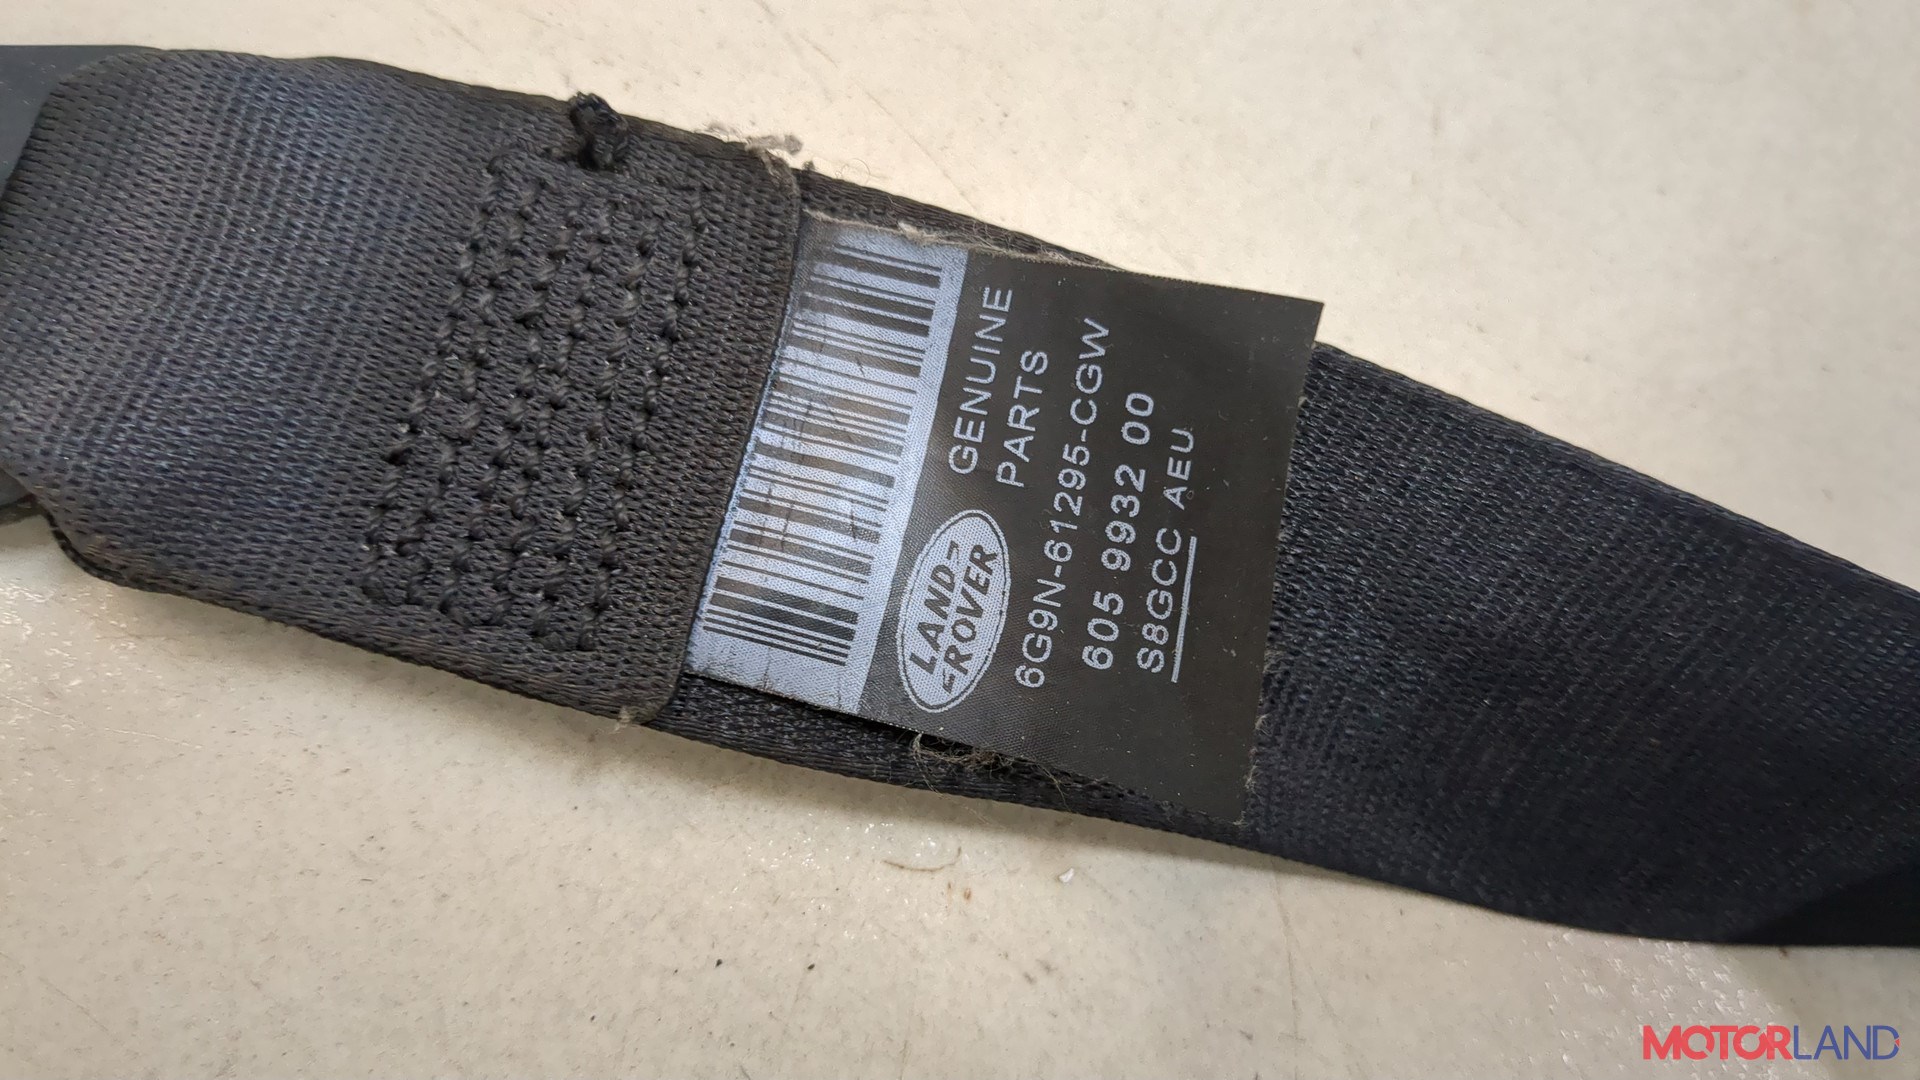 GENUINE
PARTS
LAND
ROVER
6G9N-61295-CGW
605 9932 00
S8GCC AEU
MOTORLAND